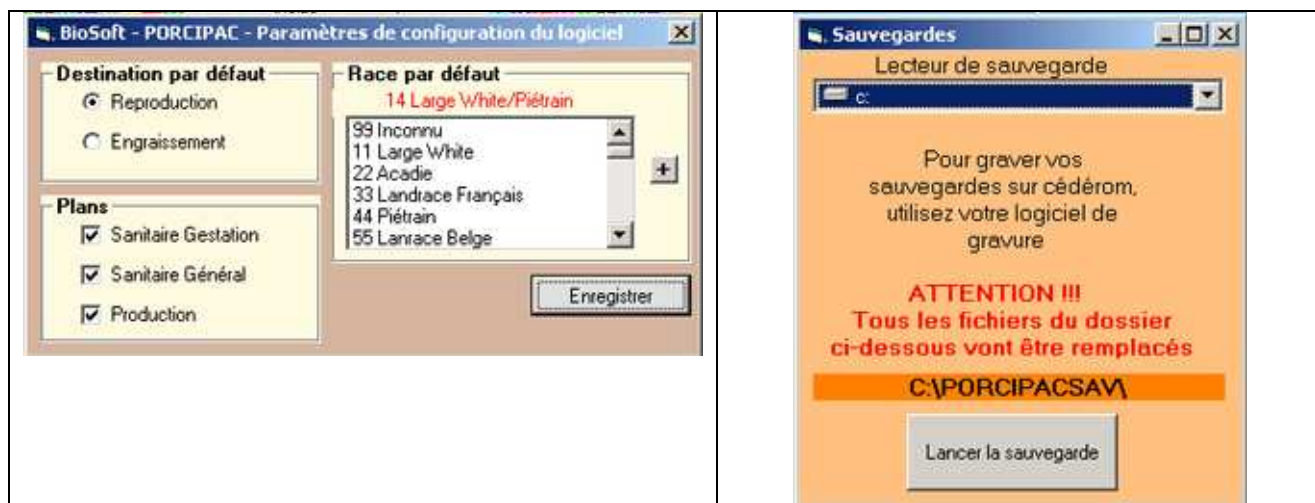 BioSoft - PORCIPAC - Paramètres de configuration du logiciel
Destination par défaut
Reproduction
Engraissement
Plans
Sanitaire Gestation
Sanitaire Général
Production
Race par défaut
14 Large White/Piétrain
99 Inconnu
11 Large White
22 Acadie
33 Landrace Français
44 Piétrain
55 Lanrace Belge
+
Enregistrer
Sauvegardes
Lecteur de sauvegarde
c:
Pour graver vos
sauvegardes sur cédérom,
utilisez votre logiciel de
gravure
ATTENTION !!!
Tous les fichiers du dossier
ci-dessous vont être remplacés
C:\PORCIPACSAV\
Lancer la sauvegarde